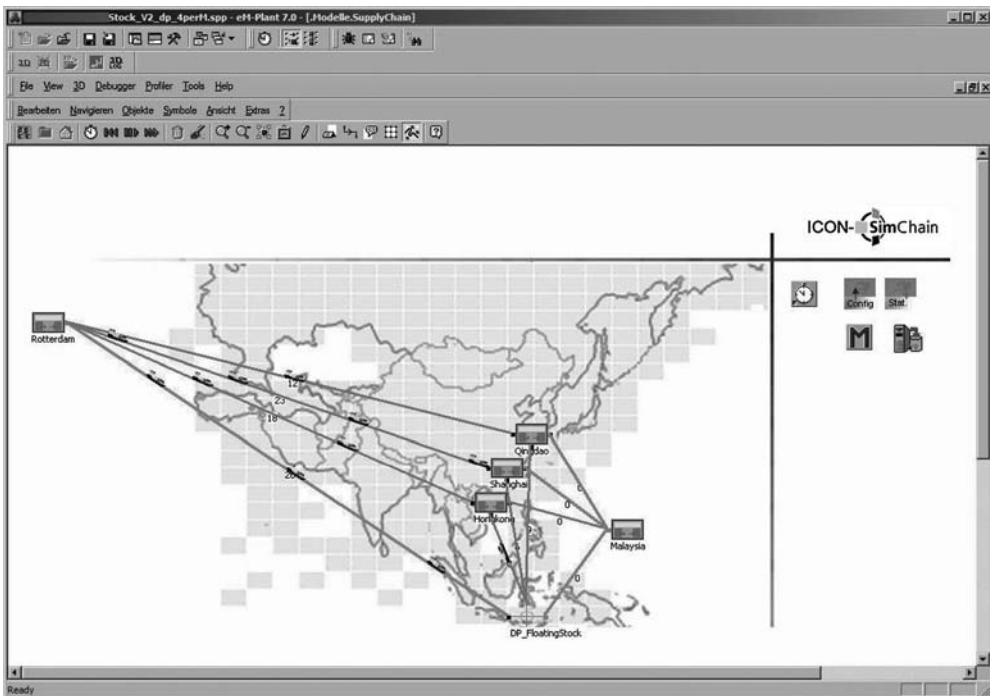 Stock_V2_dp_4perM.spp - eM-Plant 7.0 - [.Modelle.SupplyChain]
File View 3D Debugger Profiler Tools Help
Bearbeiten Navigieren Objekte Symbole Ansicht Extras ?
ICON-SimChain
Config Stat.
M
Rotterdam
12
23
18
Qingdao
Shanghai
0
Hongkong
0
0
Malaysia
0
DP_FloatingStock
Ready